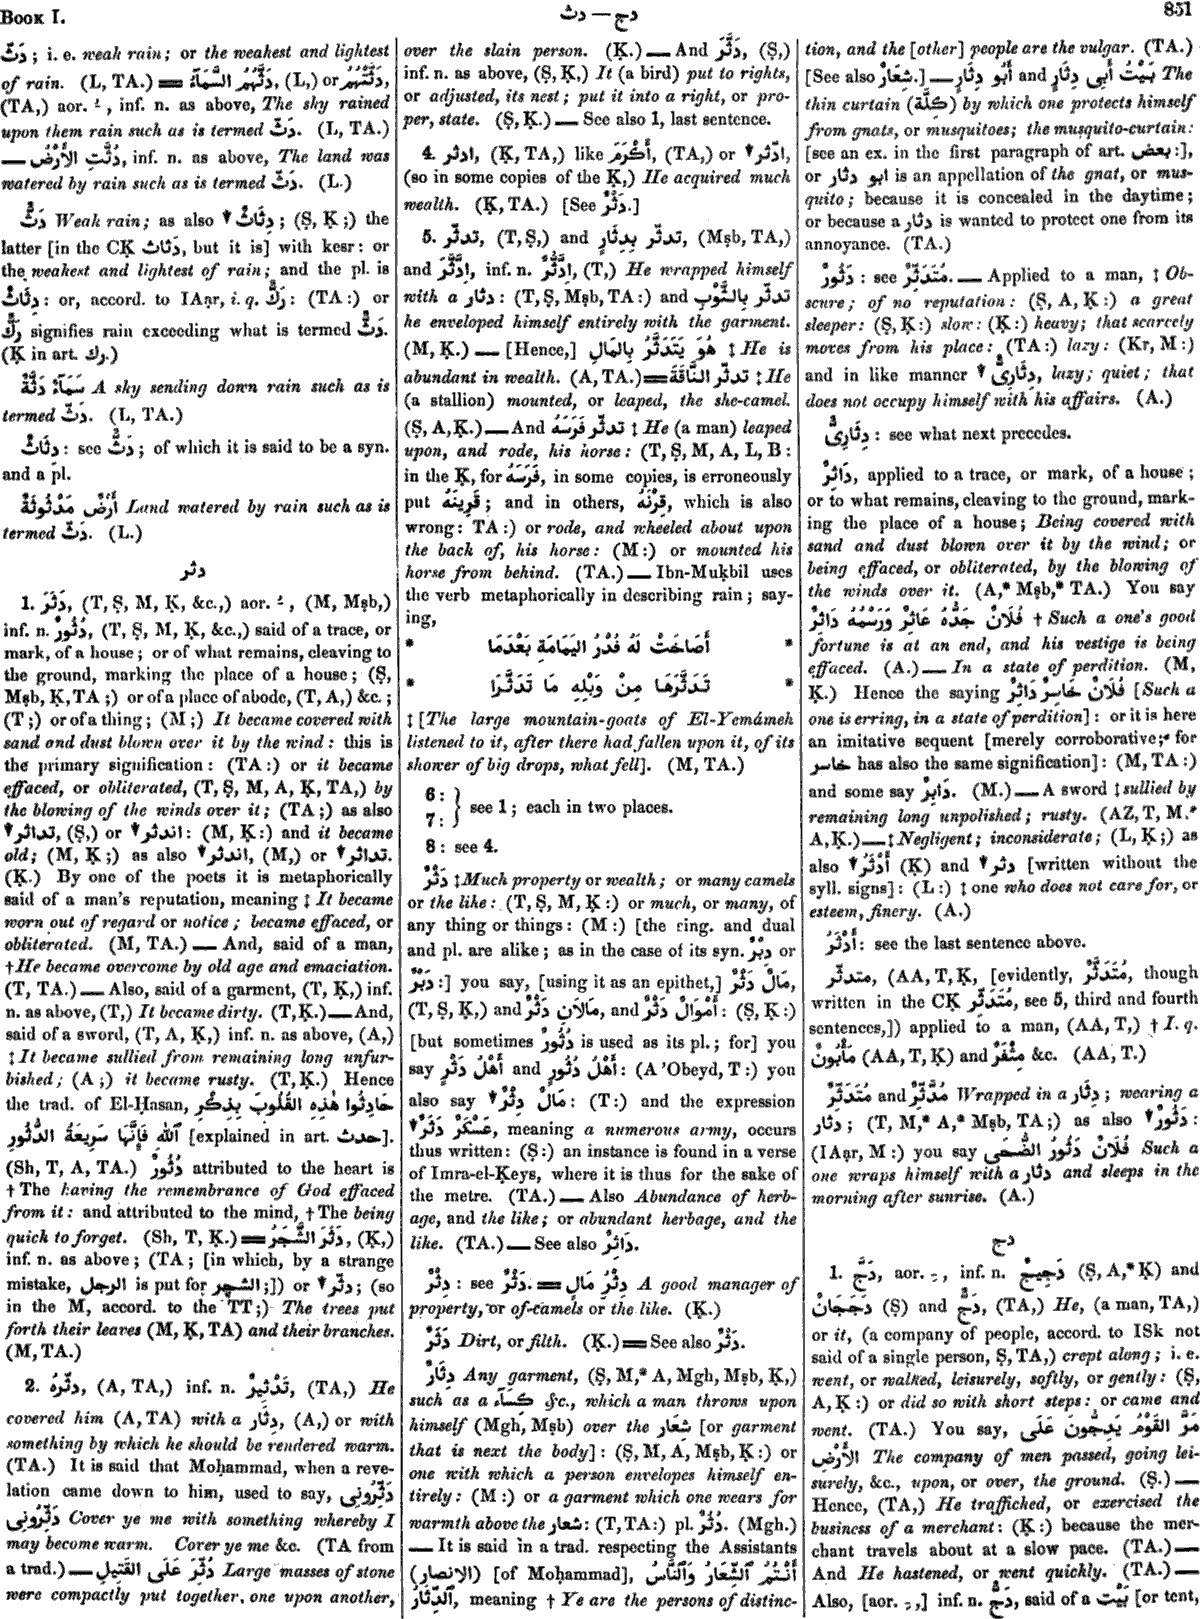 Book I.
دج — دث
851
دَثّ ; i. e. weak rain; or the weakest and lightest
of rain. (L, TA.) == دَثَّتْهُمُ السَّمَآءُ, (L,) or دَثَّتْهُمْ,
(TA,) aor. ـُ , inf. n. as above, The sky rained
upon them rain such as is termed دَثّ. (L, TA.)
— دُثَّتِ الأَرْضُ, inf. n. as above, The land was
watered by rain such as is termed دَثّ. (L.)
دَثٌّ Weak rain; as also ▼ دِثَاثٌ ; (Ṣ, Ḳ ;) the
latter [in the CḲ دَثاث, but it is] with kesr: or
the weakest and lightest of rain; and the pl. is
دِثَاثٌ: or, accord. to IAạr, i. q. رَكٌّ: (TA:) or
رَكٌّ signifies rain exceeding what is termed دَثٌّ.
(Ḳ in art. رك.)
سَمَآءٌ دَثَّةٌ A sky sending down rain such as is
termed دَثّ. (L, TA.)
دِثَاثٌ : see دَثٌّ ; of which it is said to be a syn.
and a pl.
أَرْضٌ مَدْثُوثَةٌ Land watered by rain such as is
termed دَثّ. (L.)
دثر
1. دَثَرَ, (T, Ṣ, M, Ḳ, &c.,) aor. ـُ , (M, Mṣb,)
inf. n. دُثُورٌ, (T, Ṣ, M, Ḳ, &c.,) said of a trace, or
mark, of a house; or of what remains, cleaving to
the ground, marking the place of a house; (Ṣ,
Mṣb, Ḳ, TA ;) or of a place of abode, (T, A,) &c. ;
(T ;) or of a thing ; (M ;) It became covered with
sand and dust blown over it by the wind : this is
the primary signification : (TA :) or it became
effaced, or obliterated, (T, Ṣ, M, A, Ḳ, TA,) by
the blowing of the winds over it ; (TA ;) as also
▼ تداثر, (Ṣ,) or ▼ اندثر : (M, Ḳ:) and it became
old; (M, Ḳ ;) as also ▼ اندثر, (M,) or ▼ تداثر.
(Ḳ.) By one of the poets it is metaphorically
said of a man's reputation, meaning ‡ It became
worn out of regard or notice ; became effaced, or
obliterated. (M, TA.) — And, said of a man,
† He became overcome by old age and emaciation.
(T, TA.) — Also, said of a garment, (T, Ḳ,) inf.
n. as above, (T,) It became dirty. (T, Ḳ.) — And,
said of a sword, (T, A, Ḳ,) inf. n. as above, (A,)
‡ It became sullied from remaining long unfur-
bished; (A ;) it became rusty. (T, Ḳ.) Hence
the trad. of El-Ḥasan, حَادِثُوا هٰذِهِ القُلُوبَ بِذِكْرِ
ٱللّٰهِ فَإِنَّهَا سَرِيعَةُ الدُّثُورِ [explained in art. حدث].
(Sh, T, A, TA.) دُثُورٌ attributed to the heart is
† The having the remembrance of God effaced
from it : and attributed to the mind, † The being
quick to forget. (Sh, T, Ḳ.) == دَثَرَ الشَّجَرُ, (Ḳ,)
inf. n. as above ; (TA ; [in which, by a strange
mistake, الرجل is put for الشجر ;]) or ▼ دثّر ; (so
in the M, accord. to the TT ;) The trees put
forth their leaves (M, Ḳ, TA) and their branches.
(M, TA.)
2. دثّرهُ, (A, TA,) inf. n. تَدْثِيرٌ, (TA,) He
covered him (A, TA) with a دِثَار, (A,) or with
something by which he should be rendered warm.
(TA.) It is said that Moḥammad, when a reve-
lation came down to him, used to say, دَثِّرُونِى
دَثِّرُونِى Cover ye me with something whereby I
may become warm. Cover ye me &c. (TA from
a trad.) — دُثِّرَ عَلَى القَتِيلِ Large masses of stone
were compactly put together, one upon another,
over the slain person. (Ḳ.) — And دَثَّرَ, (Ṣ,)
inf. n. as above, (Ṣ, Ḳ,) It (a bird) put to rights,
or adjusted, its nest ; put it into a right, or pro-
per, state. (Ṣ, Ḳ.) — See also 1, last sentence.
4. ادثر, (Ḳ, TA,) like أَكْرَمَ, (TA,) or ▼ ادّثر,
(so in some copies of the Ḳ,) He acquired much
wealth. (Ḳ, TA.) [See دَثْرٌ.]
5. تدثّر, (T, Ṣ,) and تدثّر بِدِثَارٍ, (Mṣb, TA,)
and اِدَّثَّرَ, inf. n. اِدَّثُّرٌ, (T,) He wrapped himself
with a دثار : (T, Ṣ, Mṣb, TA :) and تدثّر بِالثَّوْبِ
he enveloped himself entirely with the garment.
(M, Ḳ.) — [Hence,] هُوَ يَتَدَثَّرُ بِالمَالِ ‡ He is
abundant in wealth. (A, TA.) == تدثّر النَّاقَةَ ‡ He
(a stallion) mounted, or leaped, the she-camel.
(Ṣ, A, Ḳ.) — And تدثّر فَرَسَهُ ‡ He (a man) leaped
upon, and rode, his horse : (T, Ṣ, M, A, L, B :
in the Ḳ, for فَرَسَهُ, in some copies, is erroneously
put قَرِينَهُ ; and in others, قِرْنَهُ, which is also
wrong : TA :) or rode, and wheeled about upon
the back of, his horse : (M :) or mounted his
horse from behind. (TA.) — Ibn-Muḳbil uses
the verb metaphorically in describing rain ; say-
ing,
* أَصَاخَتْ لَهُ فُدْرُ اليَمَامَةِ بَعْدَمَا *
* تَدَثَّرَهَا مِنْ وَبْلِهِ مَا تَدَثَّرَا *
‡ [The large mountain-goats of El-Yemámeh
listened to it, after there had fallen upon it, of its
shower of big drops, what fell]. (M, TA.)
6 : }
7 : } see 1 ; each in two places.
8 : see 4.
دَثْرٌ ‡ Much property or wealth ; or many camels
or the like : (T, Ṣ, M, Ḳ :) or much, or many, of
any thing or things : (M :) [the sing. and dual
and pl. are alike ; as in the case of its syn. دِبْرٌ or
دَبْرٌ :] you say, [using it as an epithet,] مَالٌ دَثْرٌ,
(T, Ṣ, Ḳ,) and مَالَانِ دَثْرٌ, and أَمْوَالٌ دَثْرٌ : (Ṣ, Ḳ :)
[but sometimes دُثُورٌ is used as its pl. ; for] you
say أَهْلُ دَثْرٍ and أَهْلُ دُثُورٍ : (A 'Obeyd, T :) you
also say ▼ مَالٌ دِثْرٌ : (T :) and the expression
▼ عَسْكَرٌ دَثَرٌ, meaning a numerous army, occurs
thus written : (Ṣ :) an instance is found in a verse
of Imra-el-Ḳeys, where it is thus for the sake of
the metre. (TA.) — Also Abundance of herb-
age, and the like ; or abundant herbage, and the
like. (TA.) — See also دَاثِرٌ.
دِثْرٌ : see دَثْرٌ. == دِثْرُ مَالٍ A good manager of
property, or of camels or the like. (Ḳ.)
دَثَرٌ Dirt, or filth. (Ḳ.) == See also دَثْرٌ.
دِثَارٌ Any garment, (Ṣ, M,* A, Mgh, Mṣb, Ḳ,)
such as a كِسَآء &c., which a man throws upon
himself (Mgh, Mṣb) over the شِعَار [or garment
that is next the body] : (Ṣ, M, A, Mṣb, Ḳ :) or
one with which a person envelopes himself en-
tirely : (M :) or a garment which one wears for
warmth above the شعار : (T, TA :) pl. دُثُرٌ. (Mgh.)
— It is said in a trad. respecting the Assistants
(الانصار) [of Moḥammad], أَنْتُمُ الشِّعَارُ وَالنَّاسُ
ٱلدِّثَارُ, meaning † Ye are the persons of distinc-
tion, and the [other] people are the vulgar. (TA.)
[See also شِعَارٌ.] — أَبُو دِثَارٍ and بَيْتُ أَبِى دِثَارٍ The
thin curtain (كِلَّة) by which one protects himself
from gnats, or musquitoes; the musquito-curtain :
[see an ex. in the first paragraph of art. بعض :],
or ابو دثار is an appellation of the gnat, or mus-
quito ; because it is concealed in the daytime ;
or because a دثار is wanted to protect one from its
annoyance. (TA.)
دَثُورٌ : see مُتَدَثِّرٌ. — Applied to a man, ‡ Ob-
scure ; of no reputation : (Ṣ, A, Ḳ :) a great
sleeper : (Ṣ, Ḳ :) slow : (Ḳ :) heavy ; that scarcely
moves from his place : (TA :) lazy : (Kr, M :)
and in like manner ▼ دِثَارِىٌّ, lazy ; quiet ; that
does not occupy himself with his affairs. (A.)
دِثَارِىٌّ : see what next precedes.
دَاثِرٌ, applied to a trace, or mark, of a house ;
or to what remains, cleaving to the ground, mark-
ing the place of a house ; Being covered with
sand and dust blown over it by the wind ; or
being effaced, or obliterated, by the blowing of
the winds over it. (A,* Mṣb,* TA.) You say
فُلَانٌ جَدُّهُ عَاثِرٌ وَرَسْمُهُ دَاثِرٌ † Such a one's good
fortune is at an end, and his vestige is being
effaced. (A.) — In a state of perdition. (M,
Ḳ.) Hence the saying فُلَانٌ خَاسِرٌ دَاثِرٌ [Such a
one is erring, in a state of perdition] : or it is here
an imitative sequent [merely corroborative ;* for
خاسر has also the same signification] : (M, TA :)
and some say دَابِرٌ. (M.) — A sword ‡ sullied by
remaining long unpolished ; rusty. (AZ, T, M,*
A, Ḳ.) — ‡ Negligent ; inconsiderate ; (L, Ḳ ;) as
also ▼ أَدْثَرُ (Ḳ) and ▼ دثر [written without the
syll. signs] : (L :) ‡ one who does not care for, or
esteem, finery. (A.)
أَدْثَرُ : see the last sentence above.
متدثّر, (AA, T, Ḳ, [evidently, مُتَدَثَّرٌ, though
written in the CḲ مُتَدَثِّرٌ, see 5, third and fourth
sentences,]) applied to a man, (AA, T,) † I. q.
مَأْبُونٌ (AA, T, Ḳ) and مِثْفَرٌ &c. (AA, T.)
مُتَدَثِّرٌ and مُدَّثِّرٌ Wrapped in a دِثَار ; wearing a
دثار ; (T, M,* A,* Mṣb, TA ;) as also ▼ دَثُورٌ :
(IAạr, M :) you say فُلَانٌ دَثُورُ الضُّحَى Such a
one wraps himself with a دثار and sleeps in the
morning after sunrise. (A.)
دج
1. دَجَّ, aor. ـِ , inf. n. دَجِيجٌ (Ṣ, A,* Ḳ) and
دَجَجَانٌ (Ṣ) and دَجٌّ, (TA,) He, (a man, TA,)
or it, (a company of people, accord. to ISk not
said of a single person, Ṣ, TA,) crept along ; i. e.
went, or walked, leisurely, softly, or gently : (Ṣ,
A, Ḳ :) or did so with short steps : or came and
went. (TA.) You say, مَرَّ القَوْمُ يَدِجُّونَ عَلَى
الأَرْضِ The company of men passed, going lei-
surely, &c., upon, or over, the ground. (Ṣ.) —
Hence, (TA,) He trafficked, or exercised the
business of a merchant : (Ḳ :) because the mer-
chant travels about at a slow pace. (TA.) —
And He hastened, or went quickly. (TA.) —
Also, [aor. ـِ ,] inf. n. دَجٌّ, said of a بَيْت [or tent,